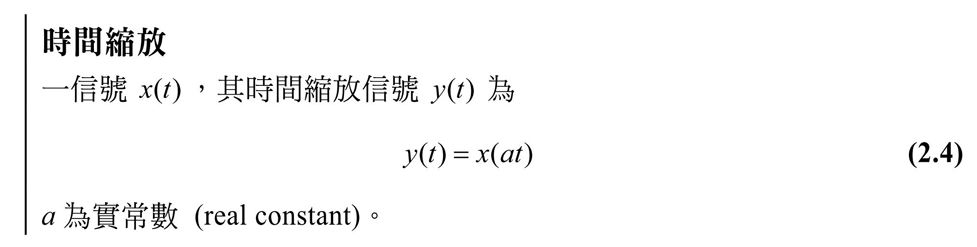 時間縮放
一信號 x(t) ,其時間縮放信號 y(t) 為
y(t) = x(at) (2.4)
a 為實常數 (real constant)。